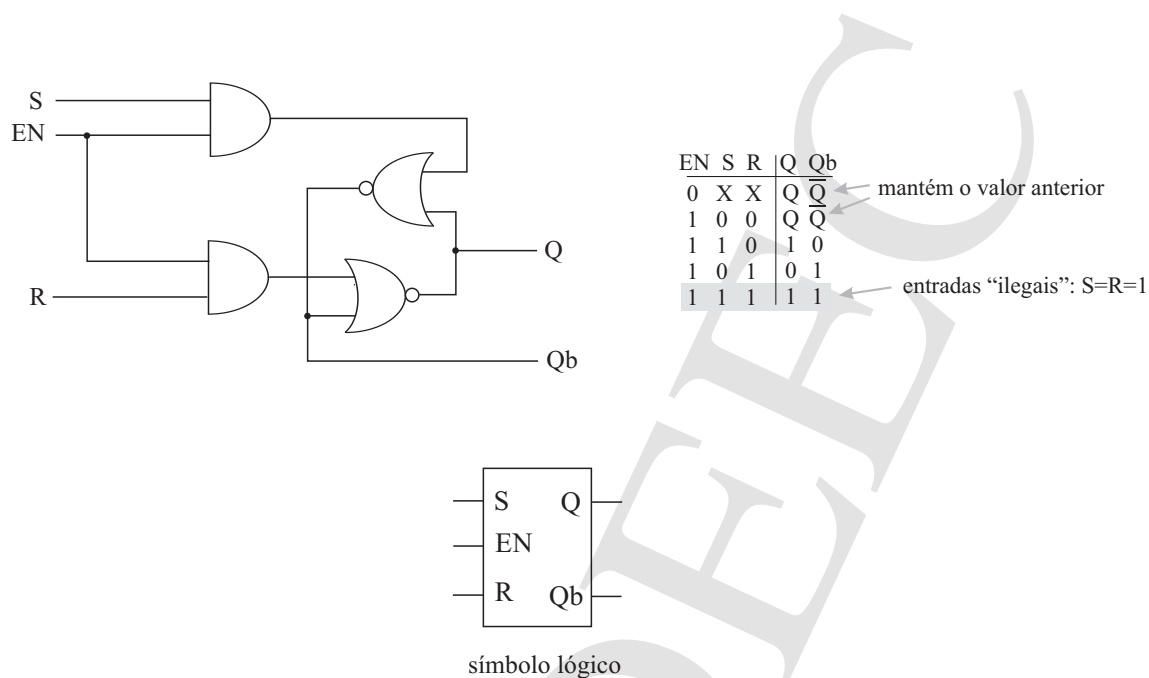 S
EN
R
Q
Qb
EN S R Q Qb
0 X X Q Q̅
1 0 0 Q Q̅
1 1 0 1 0
1 0 1 0 1
1 1 1 1 1
mantém o valor anterior
entradas “ilegais”: S=R=1
S Q
EN
R Qb
símbolo lógico
DEEC